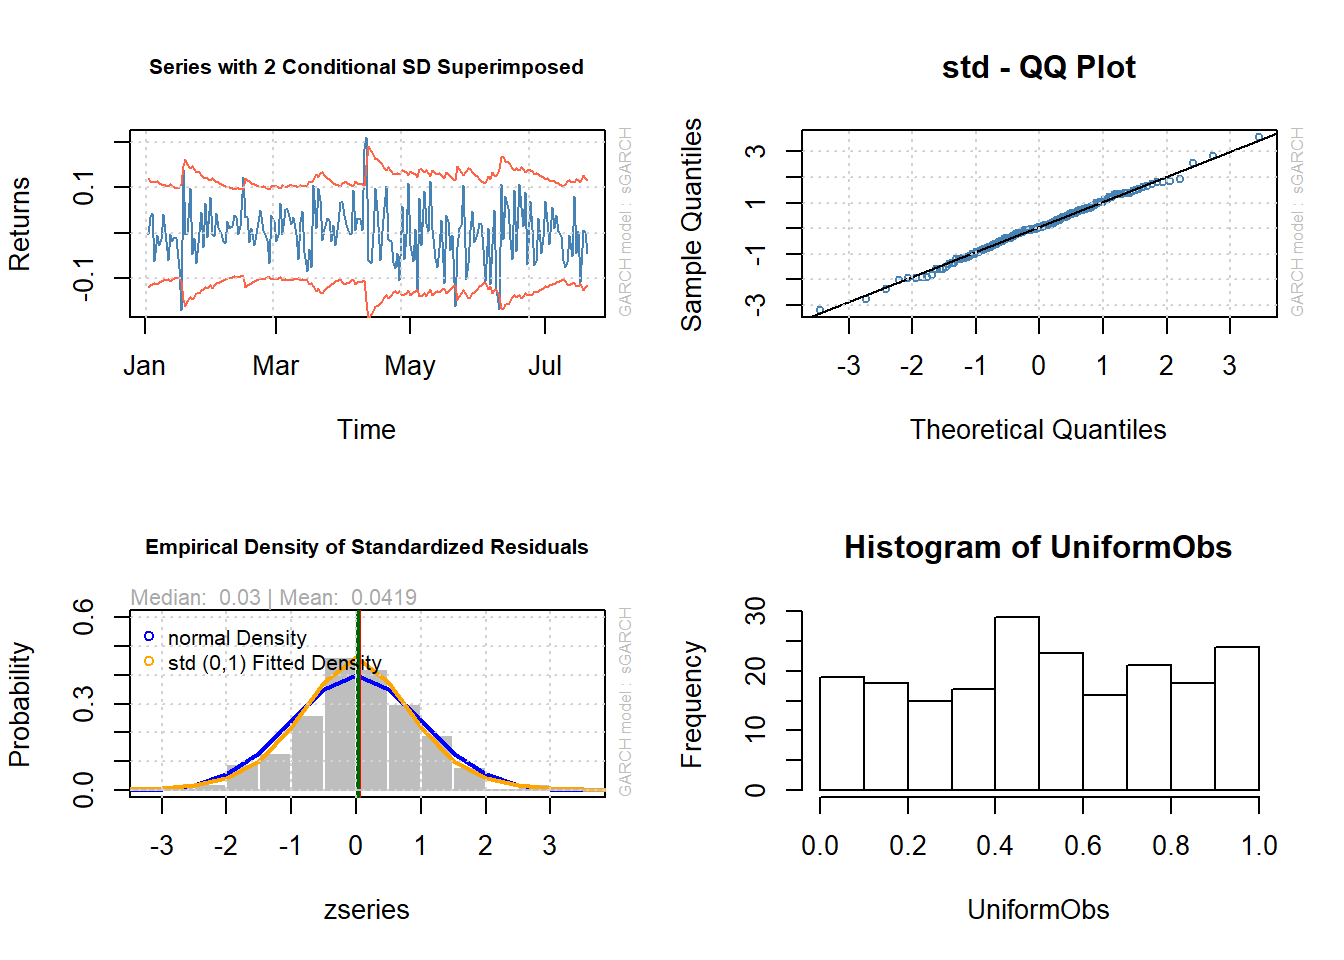 Series with 2 Conditional SD Superimposed
Returns
0.1
-0.1
Jan Mar May Jul
Time
GARCH model : sGARCH
std - QQ Plot
Sample Quantiles
3
1
-1
-3
-3 -2 -1 0 1 2 3
Theoretical Quantiles
GARCH model : sGARCH
Empirical Density of Standardized Residuals
Median: 0.03 | Mean: 0.0419
Probability
0.6
0.3
0.0
normal Density
std (0,1) Fitted Density
-3 -2 -1 0 1 2 3
zseries
GARCH model : sGARCH
Histogram of UniformObs
Frequency
30
20
10
0
0.0 0.2 0.4 0.6 0.8 1.0
UniformObs